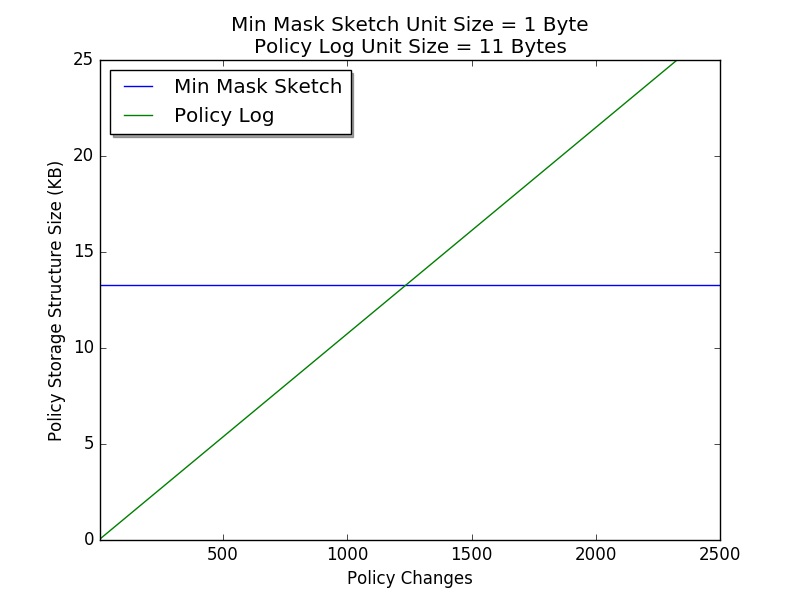 Min Mask Sketch Unit Size = 1 Byte
Policy Log Unit Size = 11 Bytes
Min Mask Sketch
Policy Log
Policy Storage Structure Size (KB)
25
20
15
10
5
0
500 1000 1500 2000 2500
Policy Changes